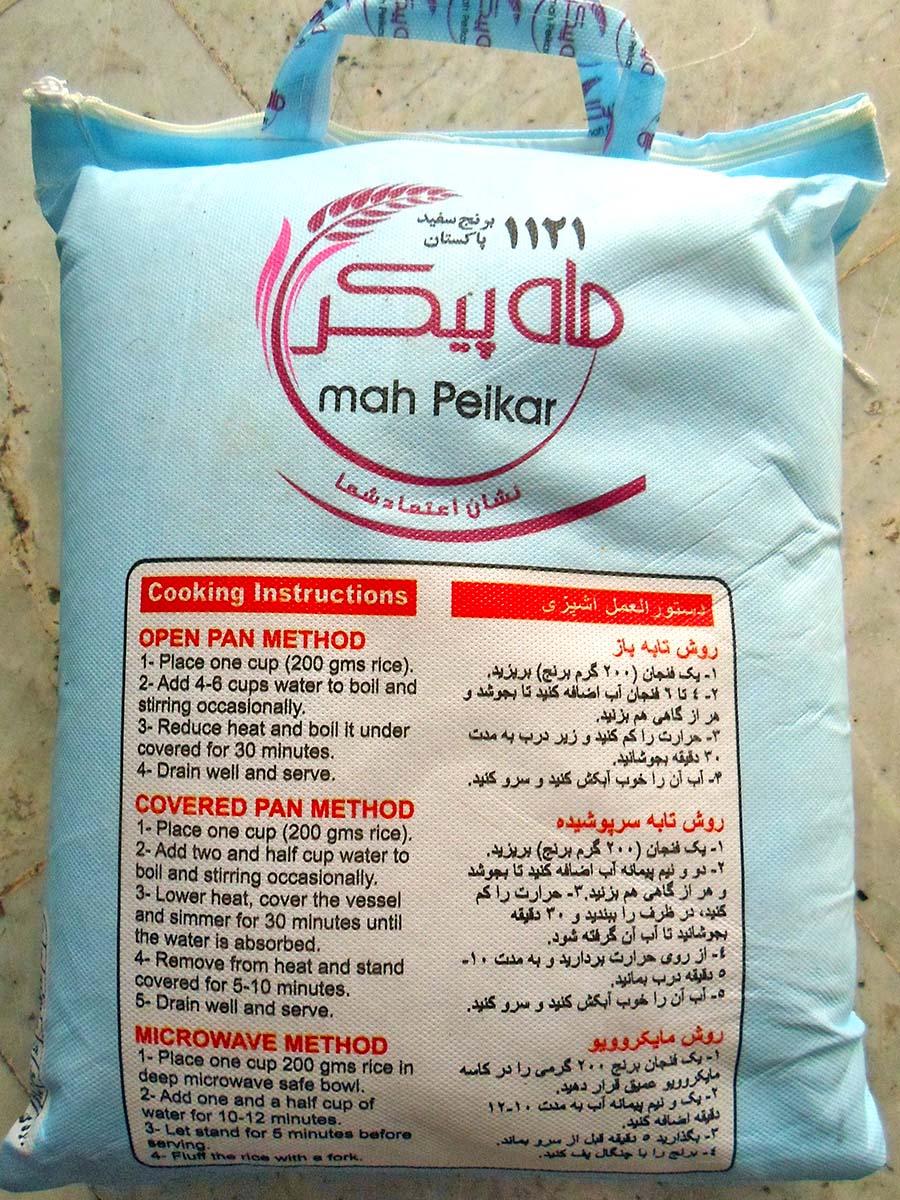 ۱۱۲۱ برنج سفید
پاکستان
ماه پیکر
mah Peikar
نشان اعتماد شما
Cooking Instructions
OPEN PAN METHOD
1- Place one cup (200 gms rice).
2- Add 4-6 cups water to boil and
stirring occasionally.
3- Reduce heat and boil it under
covered for 30 minutes.
4- Drain well and serve.
COVERED PAN METHOD
1- Place one cup (200 gms rice).
2- Add two and half cup water to
boil and stirring occasionally.
3- Lower heat, cover the vessel
and simmer for 30 minutes until
the water is absorbed.
4- Remove from heat and stand
covered for 5-10 minutes.
5- Drain well and serve.
MICROWAVE METHOD
1- Place one cup 200 gms rice in
deep microwave safe bowl.
2- Add one and a half cup of
water for 10-12 minutes.
3- Let stand for 5 minutes before
serving.
4- Fluff the rice with a fork.
دستورالعمل اشپزی
روش تابه باز
۱- یک فنجان (۲۰۰ گرم برنج) بریزید.
۲- ٤ تا ٦ فنجان آب اضافه کنید تا بجوشد و
هر از گاهی هم بزنید.
۳- حرارت را کم کنید و زیر درب به مدت
۳۰ دقیقه بجوشانید.
۴- آب آن را خوب آبکش کنید و سرو کنید.
روش تابه سرپوشیده
۱- یک فنجان (۲۰۰ گرم برنج) بریزید.
۲- دو و نیم پیمانه آب اضافه کنید تا بجوشد
و هر از گاهی هم بزنید.۳- حرارت را کم
کنید، در ظرف را ببندید و ۳۰ دقیقه
بجوشانید تا آب آن گرفته شود.
٤- از روی حرارت بردارید و به مدت ۱۰-
٥ دقیقه درب بمانید.
٥- آب آن را خوب آبکش کنید و سرو کنید.
روش مایکروویو
۱- یک فنجان برنج ۲۰۰ گرمی را در کاسه
مایکروویو عمیق قرار دهید.
۲- یک و نیم پیمانه آب به مدت ۱۰-۱۲
دقیقه اضافه کنید.
۳- بگذارید ٥ دقیقه قبل از سرو بماند.
٤- برنج را با چنگال پف کنید.